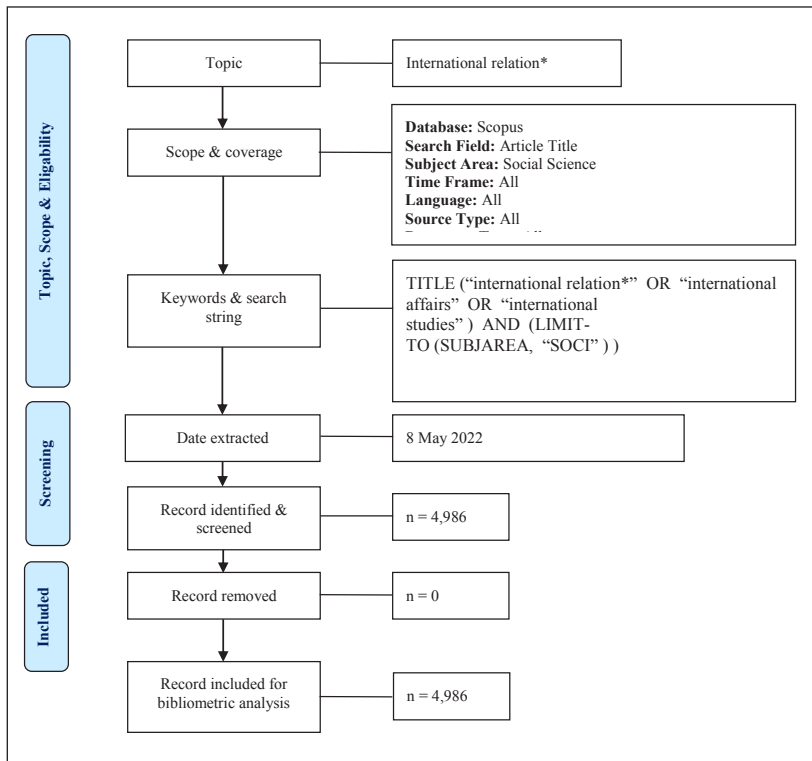 Topic, Scope & Eligability
Topic
International relation*
Scope & coverage
Database: Scopus
Search Field: Article Title
Subject Area: Social Science
Time Frame: All
Language: All
Source Type: All
Keywords & search
string
TITLE (“international relation*” OR “international
affairs” OR “international
studies” ) AND (LIMIT-
TO (SUBJAREA, “SOCI” ) )
Screening
Date extracted
8 May 2022
Record identified &
screened
n = 4,986
Included
Record removed
n = 0
Record included for
bibliometric analysis
n = 4,986